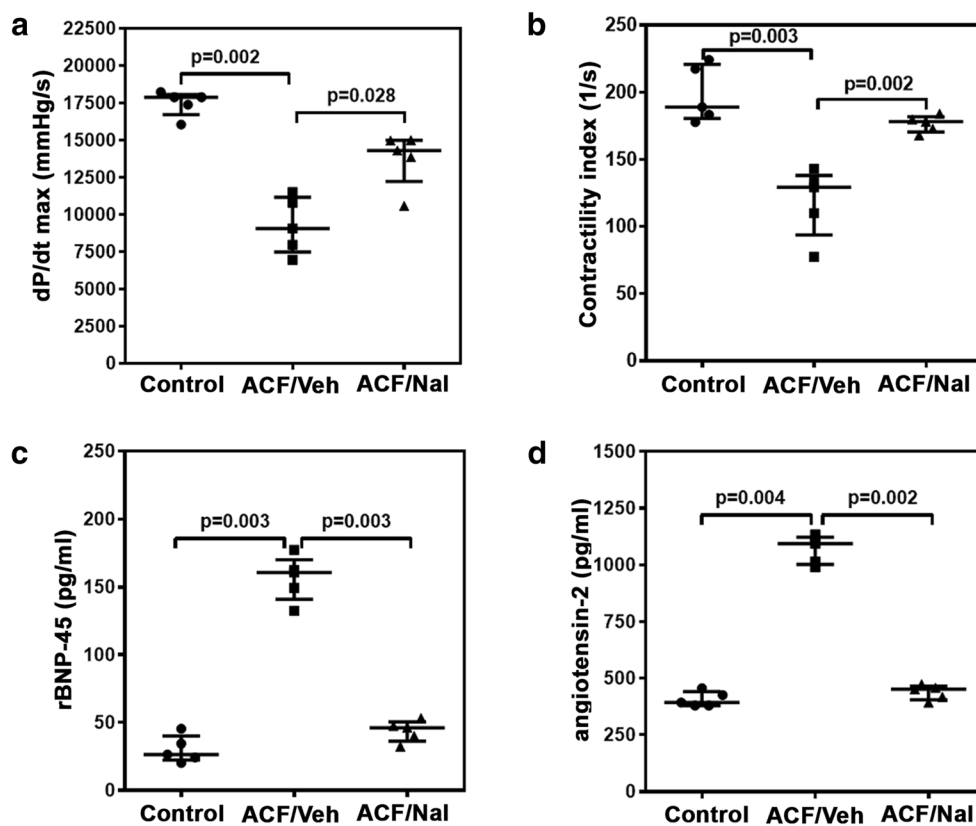 a
dP/dt max (mmHg/s)
22500
20000
17500
15000
12500
10000
7500
5000
2500
0
p=0.002
p=0.028
Control ACF/Veh ACF/Nal
b
Contractility index (1/s)
250
200
150
100
50
0
p=0.003
p=0.002
Control ACF/Veh ACF/Nal
c
rBNP-45 (pg/ml)
250
200
150
100
50
0
p=0.003
p=0.003
Control ACF/Veh ACF/Nal
d
angiotensin-2 (pg/ml)
1500
1250
1000
750
500
250
0
p=0.004
p=0.002
Control ACF/Veh ACF/Nal